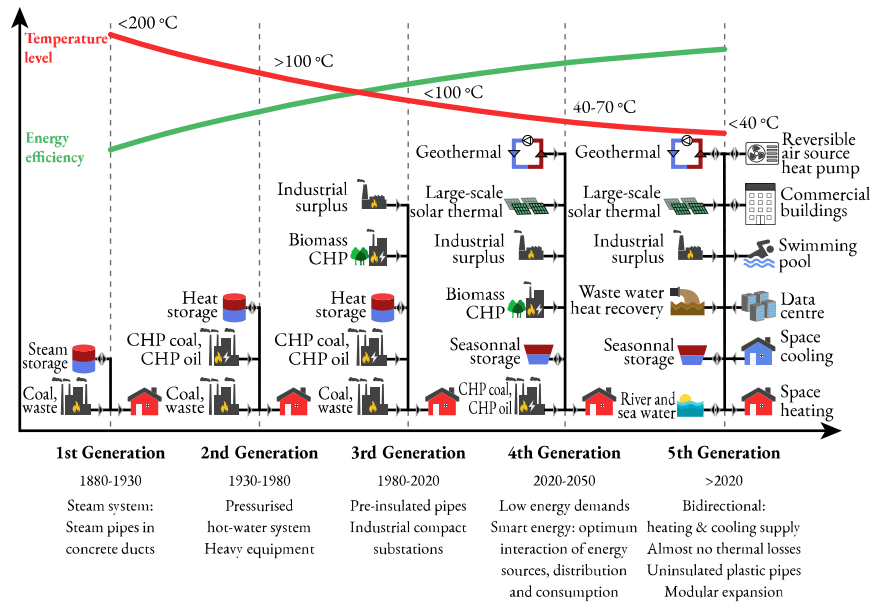 Temperature
level
<200 ºC
>100 ºC
<100 ºC
40-70 ºC
<40 ºC
Energy
efficiency
Steam
storage
Coal,
waste
Heat
storage
CHP coal,
CHP oil
Coal,
waste
Industrial
surplus
Biomass
CHP
Heat
storage
CHP coal,
CHP oil
Coal,
waste
Geothermal
Large-scale
solar thermal
Industrial
surplus
Biomass
CHP
Seasonnal
storage
CHP coal,
CHP oil
Geothermal
Large-scale
solar thermal
Industrial
surplus
Waste water
heat recovery
Seasonnal
storage
River and
sea water
Reversible
air source
heat pump
Commercial
buildings
Swimming
pool
Data
centre
Space
cooling
Space
heating
1st Generation
1880-1930
Steam system:
Steam pipes in
concrete ducts
2nd Generation
1930-1980
Pressurised
hot-water system
Heavy equipment
3rd Generation
1980-2020
Pre-insulated pipes
Industrial compact
substations
4th Generation
2020-2050
Low energy demands
Smart energy: optimum
interaction of energy
sources, distribution
and consumption
5th Generation
>2020
Bidirectional:
heating & cooling supply
Almost no thermal losses
Uninsulated plastic pipes
Modular expansion